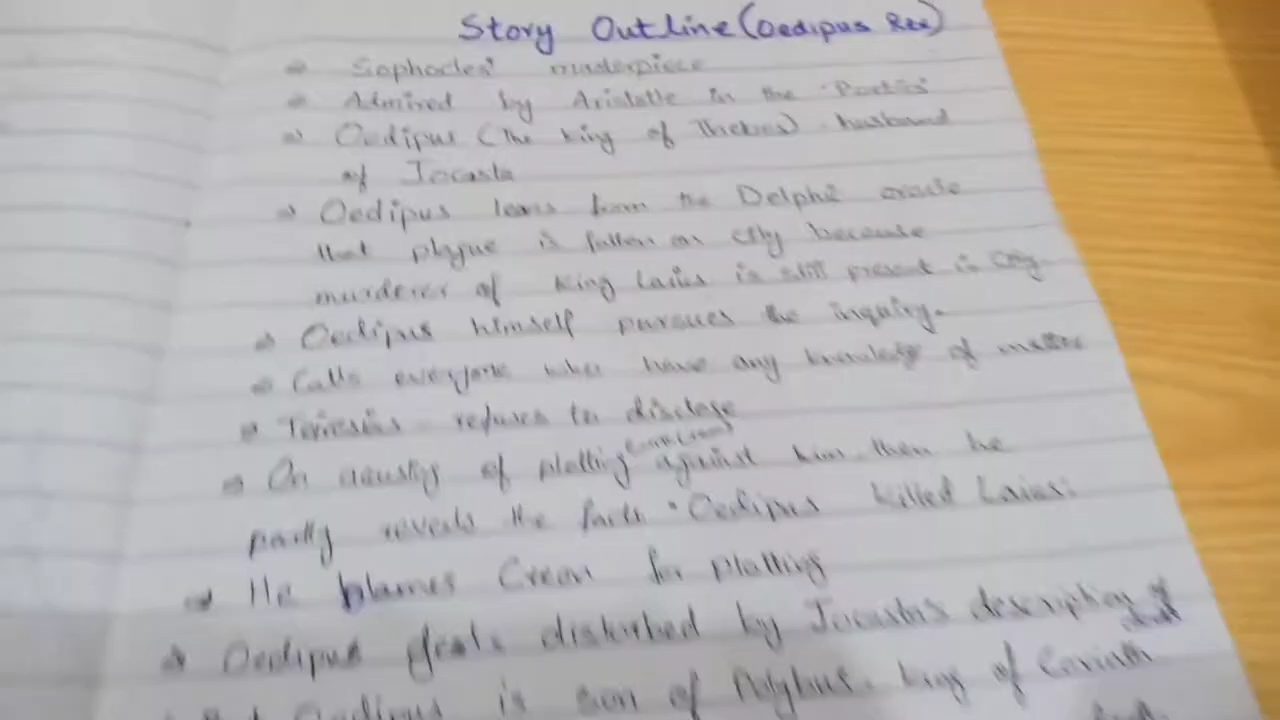 Story Outline (Oedipus Rex)
⇒ Sophocles' masterpiece
⇒ Admired by Aristotle in the "Poetics"
⇒ Oedipus (The King of Thebes) husband
of Jocasta
⇒ Oedipus learns from the Delphi oracle
that plague is fallen on City because
murderer of King Laius is still present in City.
⇒ Oedipus himself pursues the inquiry.
⇒ Calls everyone who have any knowledge of matter
⇒ Teiresias refuses to disclose
⇒ On accusing of plotting against him then he
partly reveals the facts "Oedipus killed Laius.
⇒ He blames Creon for plotting
⇒ Oedipus feels disturbed by Jocasta's description of
Oedipus is son of Polybus. King of Corinth